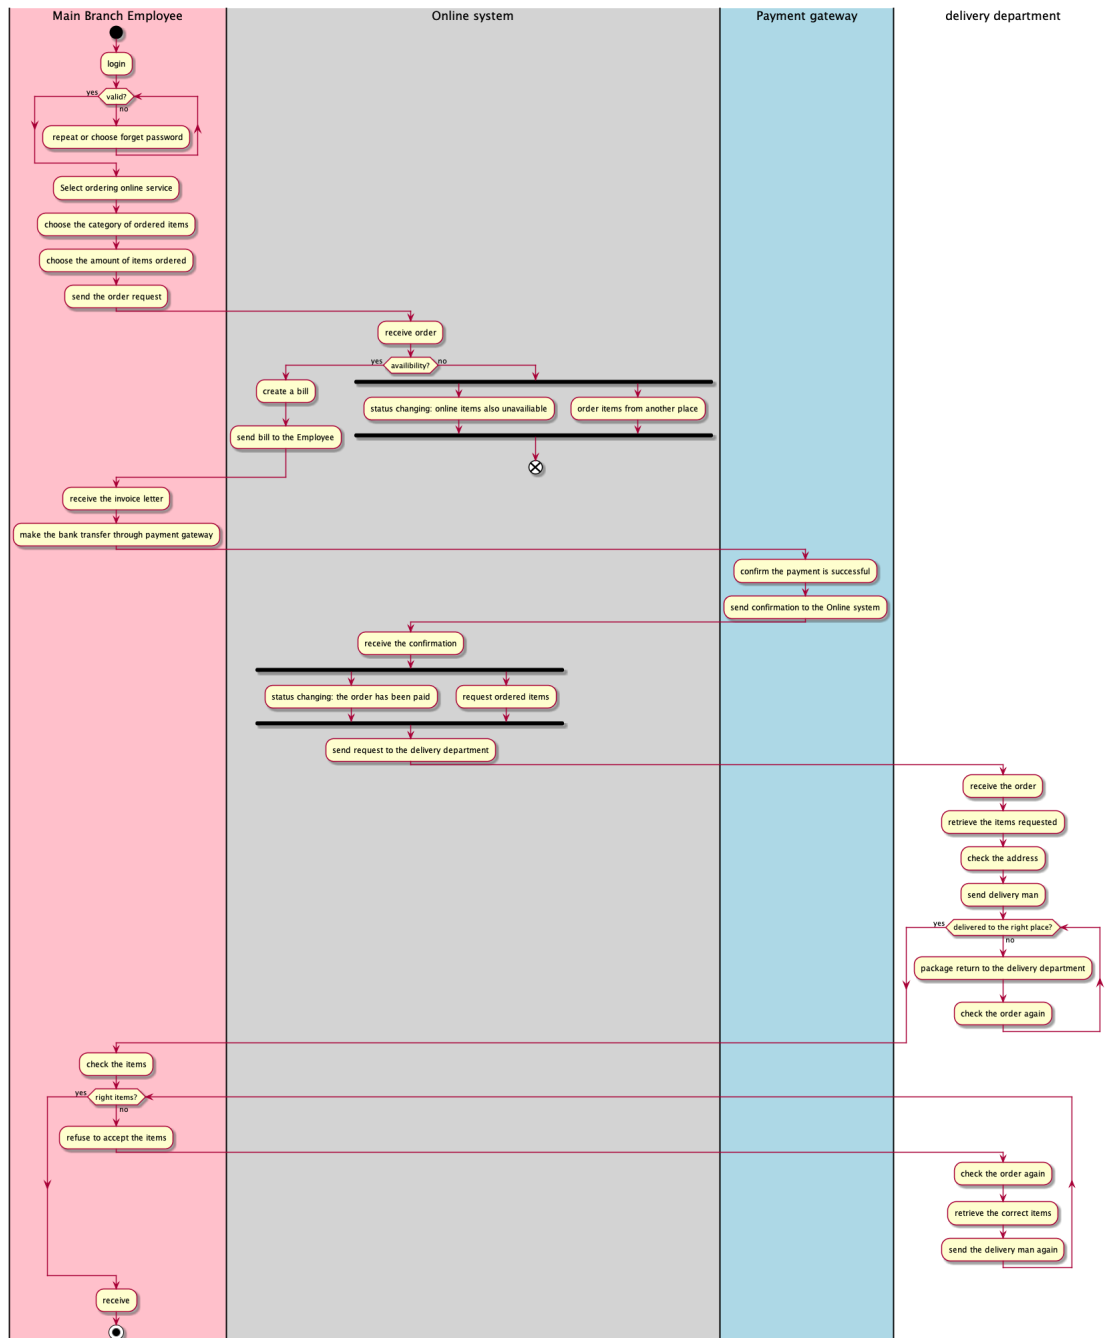 Main Branch Employee
Online system
Payment gateway
delivery department
login
yes
valid?
no
repeat or choose forget password
Select ordering online service
choose the category of ordered items
choose the amount of items ordered
send the order request
receive order
yes
availibility?
no
create a bill
status changing: online items also unavailiable
order items from another place
send bill to the Employee
receive the invoice letter
make the bank transfer through payment gateway
confirm the payment is successful
send confirmation to the Online system
receive the confirmation
status changing: the order has been paid
request ordered items
send request to the delivery department
receive the order
retrieve the items requested
check the address
send delivery man
yes
delivered to the right place?
no
package return to the delivery department
check the order again
check the items
yes
right items?
no
refuse to accept the items
check the order again
retrieve the correct items
send the delivery man again
receive